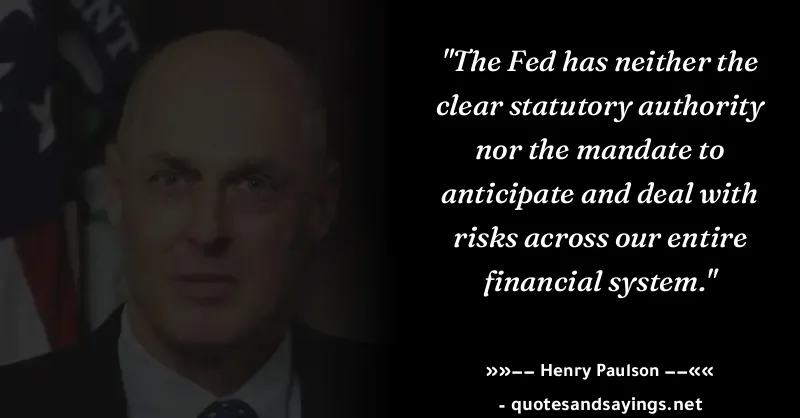 NT
"The Fed has neither the
clear statutory authority
nor the mandate to
anticipate and deal with
risks across our entire
financial system."
»»–– Henry Paulson ––««
- quotesandsayings.net